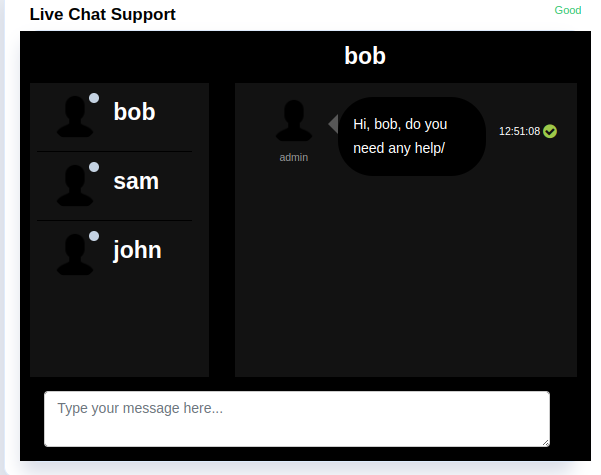 Live Chat Support
Good
bob
bob
sam
john
Hi, bob, do you
need any help/
12:51:08
admin
Type your message here...